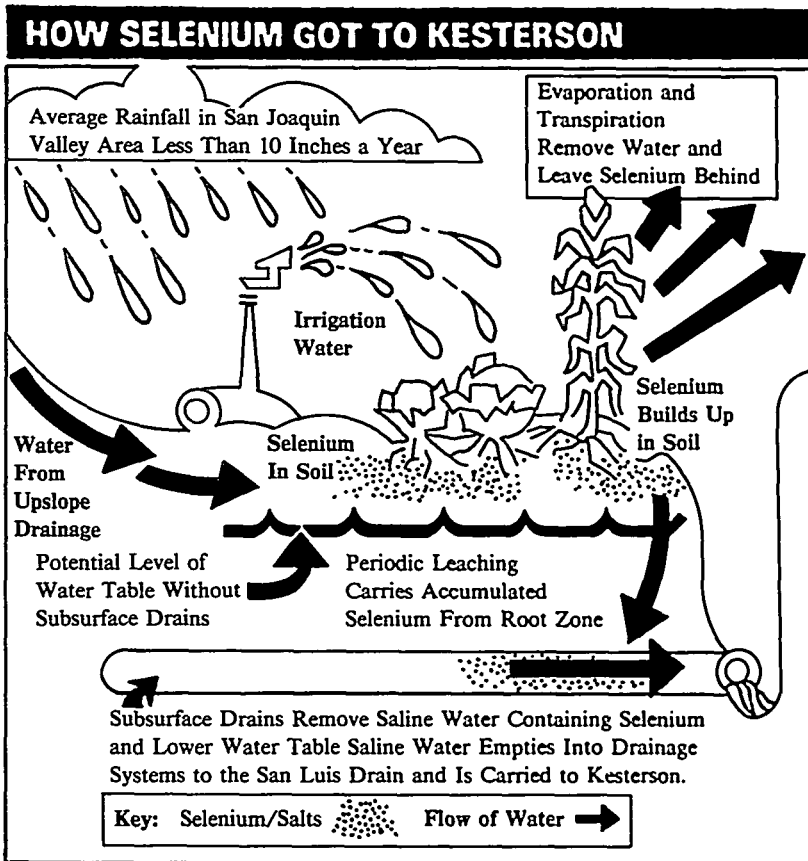 HOW SELENIUM GOT TO KESTERSON
Average Rainfall in San Joaquin
Valley Area Less Than 10 Inches a Year
Evaporation and
Transpiration
Remove Water and
Leave Selenium Behind
Irrigation
Water
Selenium
Builds Up
in Soil
Water
From
Upslope
Drainage
Selenium
In Soil
Potential Level of
Water Table Without
Subsurface Drains
Periodic Leaching
Carries Accumulated
Selenium From Root Zone
Subsurface Drains Remove Saline Water Containing Selenium
and Lower Water Table Saline Water Empties Into Drainage
Systems to the San Luis Drain and Is Carried to Kesterson.
Key: Selenium/Salts Flow of Water